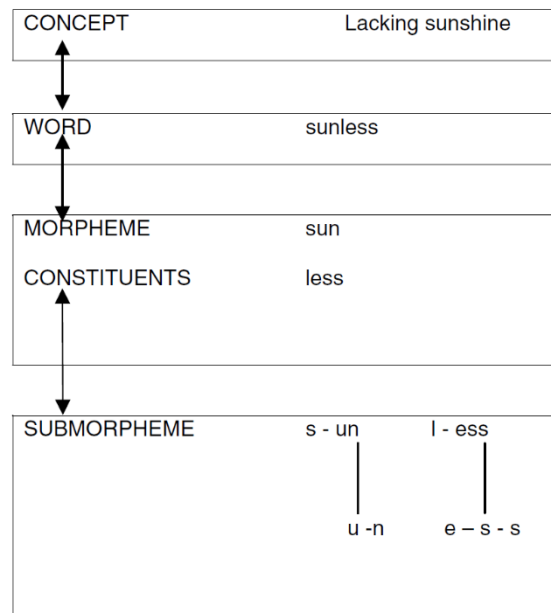 CONCEPT Lacking sunshine
WORD sunless
MORPHEME sun
CONSTITUENTS less
SUBMORPHEME s - un l - ess
u -n e – s - s